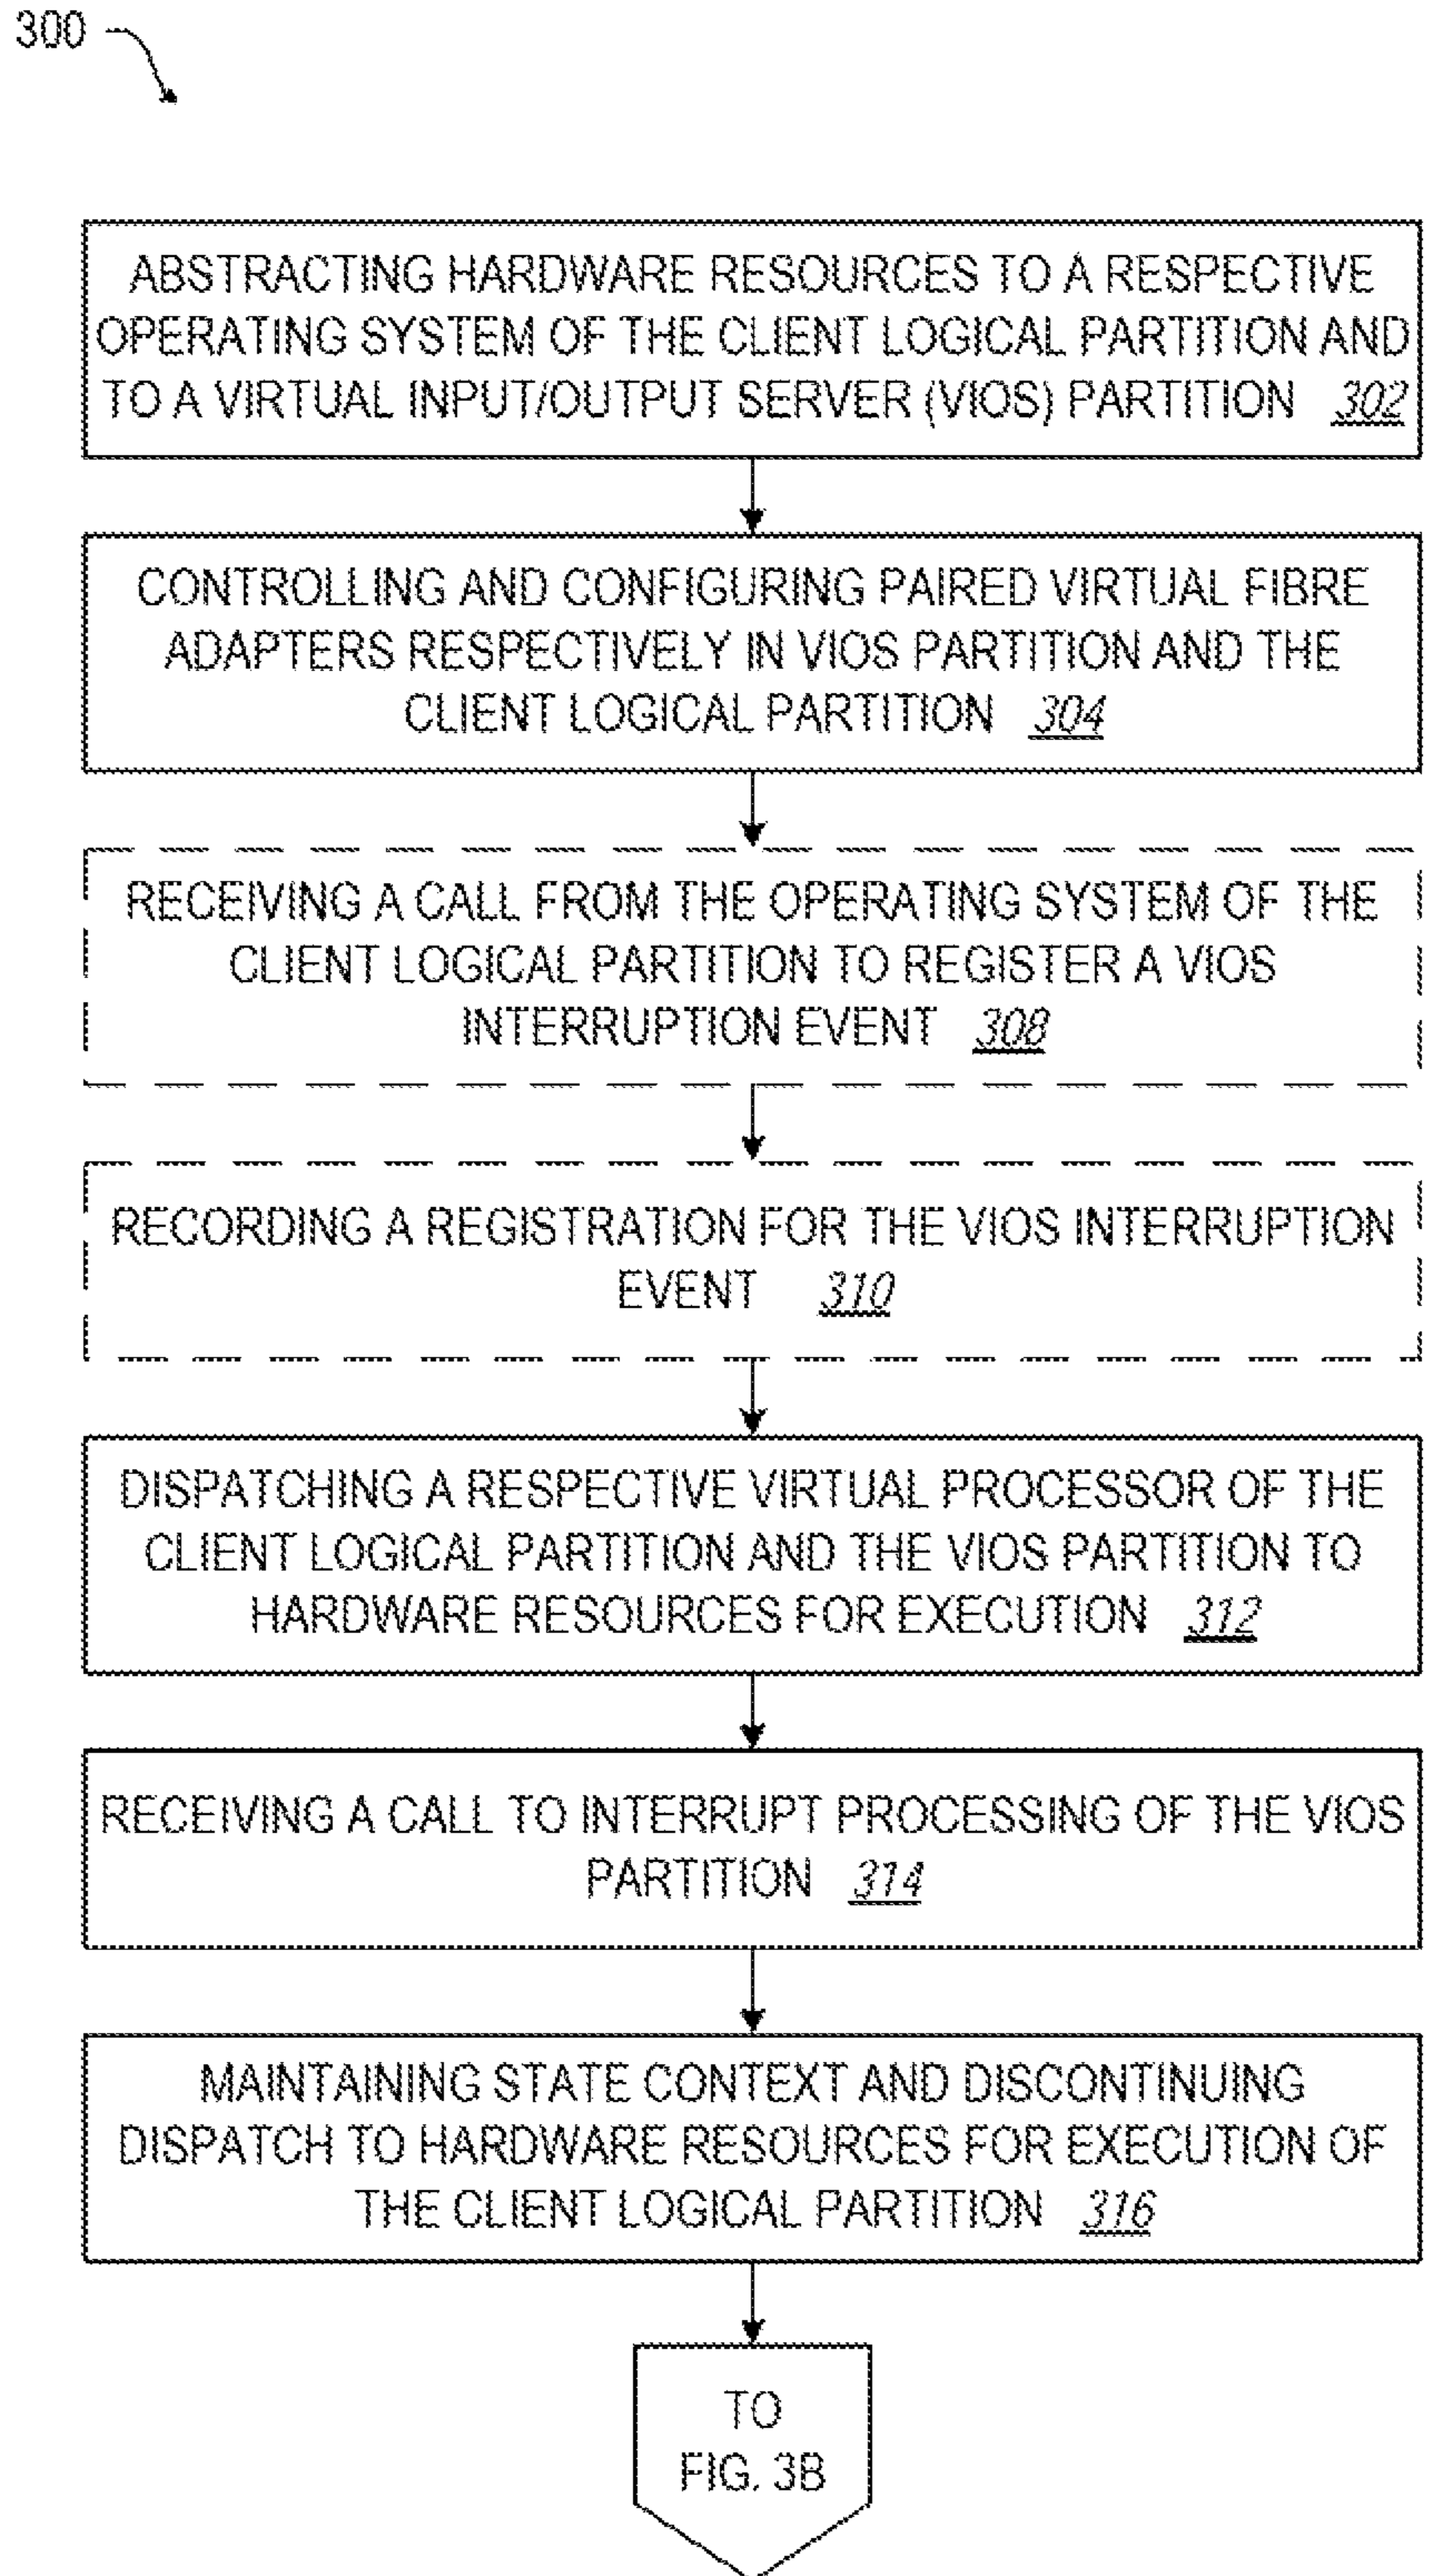 300
ABSTRACTING HARDWARE RESOURCES TO A RESPECTIVE
OPERATING SYSTEM OF THE CLIENT LOGICAL PARTITION AND
TO A VIRTUAL INPUT/OUTPUT SERVER (VIOS) PARTITION 302
CONTROLLING AND CONFIGURING PAIRED VIRTUAL FIBRE
ADAPTERS RESPECTIVELY IN VIOS PARTITION AND THE
CLIENT LOGICAL PARTITION 304
RECEIVING A CALL FROM THE OPERATING SYSTEM OF THE
CLIENT LOGICAL PARTITION TO REGISTER A VIOS
INTERRUPTION EVENT 308
RECORDING A REGISTRATION FOR THE VIOS INTERRUPTION
EVENT 310
DISPATCHING A RESPECTIVE VIRTUAL PROCESSOR OF THE
CLIENT LOGICAL PARTITION AND THE VIOS PARTITION TO
HARDWARE RESOURCES FOR EXECUTION 312
RECEIVING A CALL TO INTERRUPT PROCESSING OF THE VIOS
PARTITION 314
MAINTAINING STATE CONTEXT AND DISCONTINUING
DISPATCH TO HARDWARE RESOURCES FOR EXECUTION OF
THE CLIENT LOGICAL PARTITION 316
TO
FIG. 3B